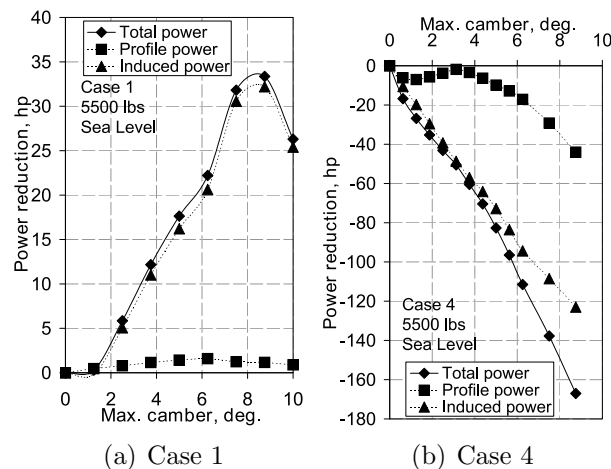 Total power
Profile power
Induced power
Case 1
5500 lbs
Sea Level
Power reduction, hp
40
35
30
25
20
15
10
5
0
0 2 4 6 8 10
Max. camber, deg.
(a) Case 1
Max. camber, deg.
0 2 4 6 8 10
Power reduction, hp
0
-20
-40
-60
-80
-100
-120
-140
-160
-180
Case 4
5500 lbs
Sea Level
Total power
Profile power
Induced power
(b) Case 4